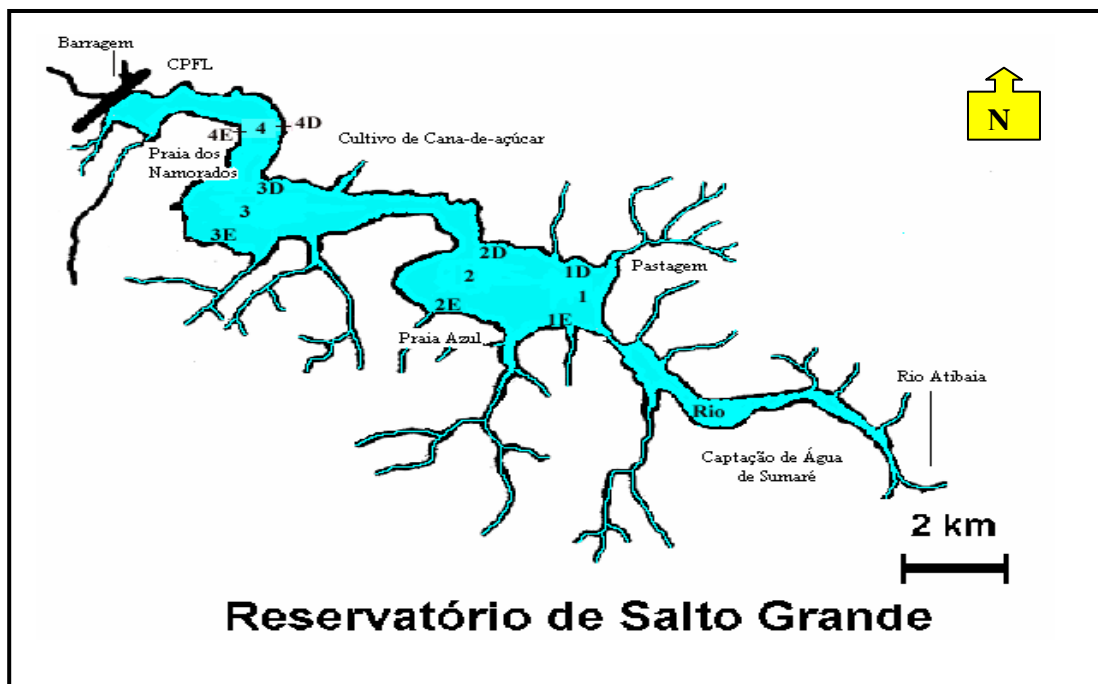 Barragem
CPFL
N
4E
4
4D
Cultivo de Cana-de-açúcar
Praia dos
Namorados
3D
3
3E
2D
2
2E
1D
1
1E
Pastagem
Praia Azul
Rio Atibaia
Rio
Captação de Água
de Sumaré
2 km
Reservatório de Salto Grande